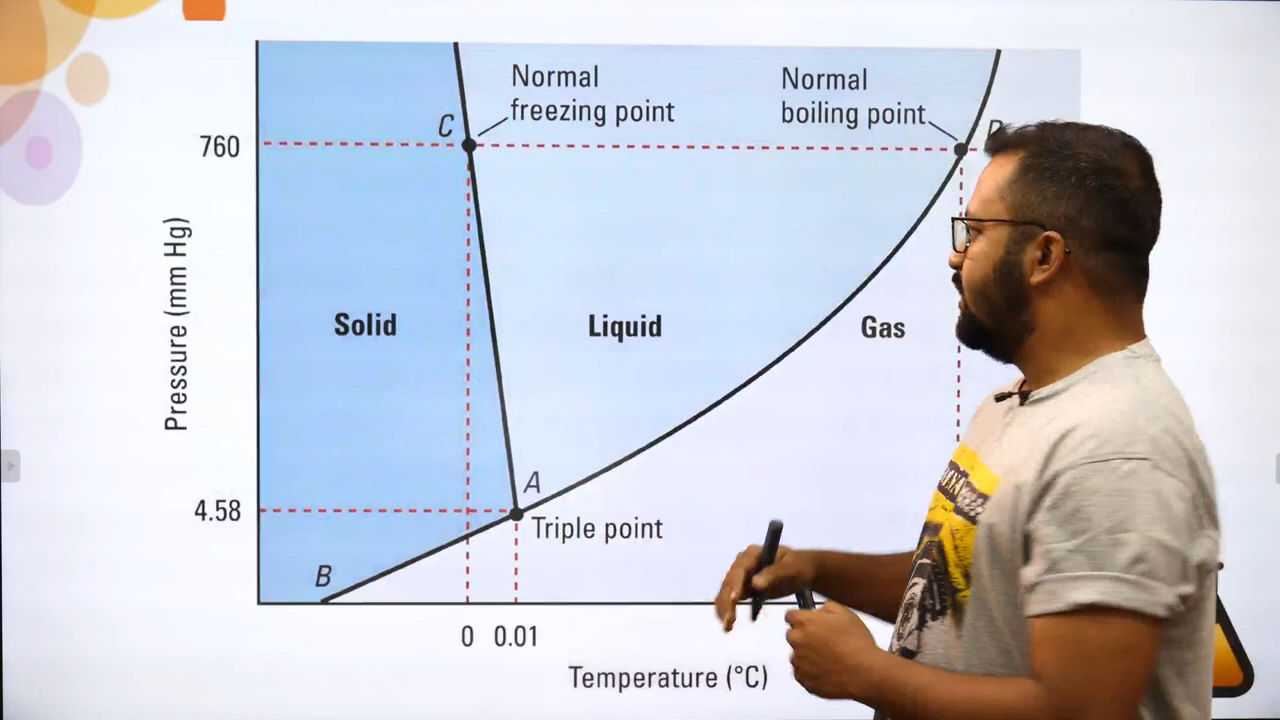 Normal
freezing point
Normal
boiling point
C
760
Pressure (mm Hg)
Solid
Liquid
Gas
A
4.58
Triple point
B
0 0.01
Temperature (°C)